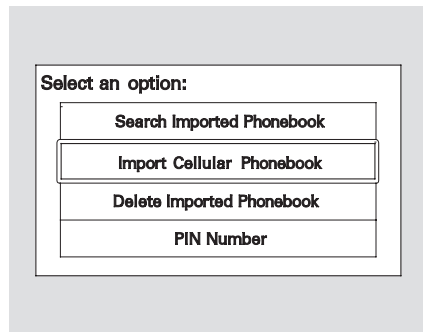 Select an option:
Search Imported Phonebook
Import Cellular Phonebook
Delete Imported Phonebook
PIN Number